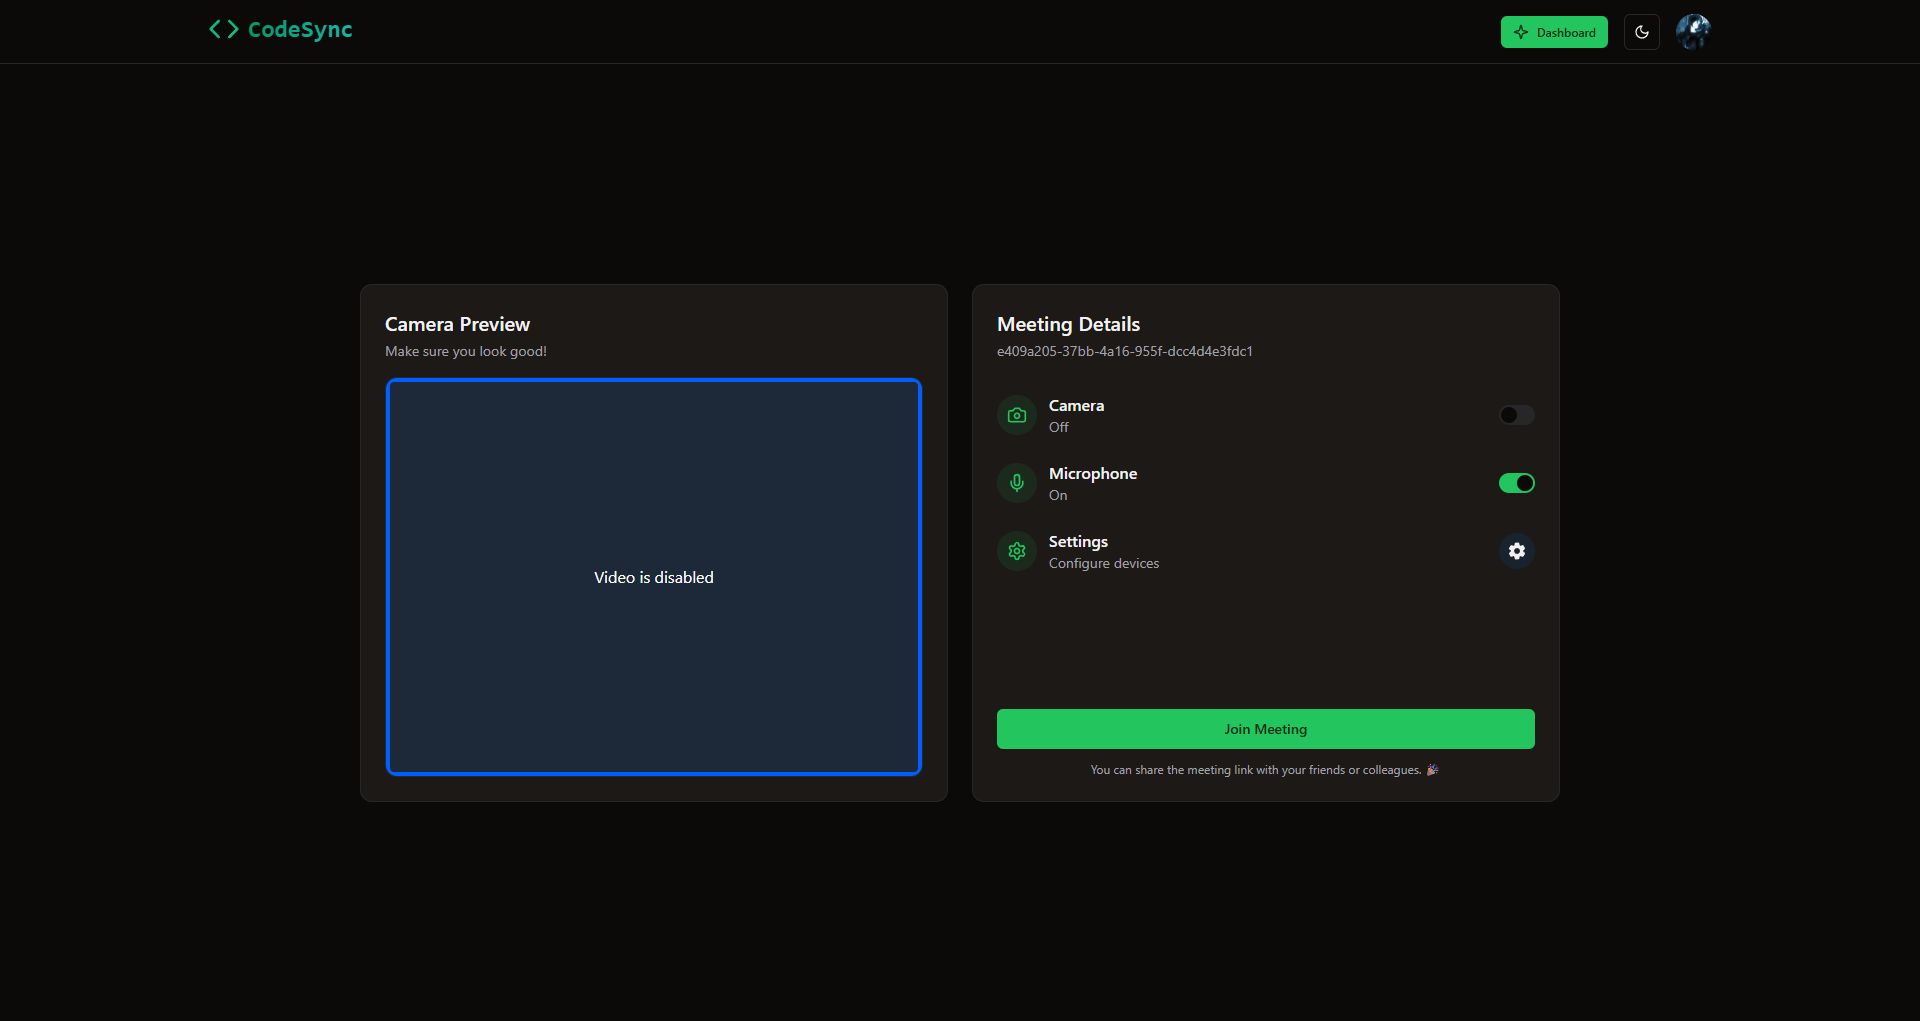 CodeSync
Dashboard
Camera Preview
Make sure you look good!
Video is disabled
Meeting Details
e409a205-37bb-4a16-955f-dcc4d4e3fdc1
Camera
Off
Microphone
On
Settings
Configure devices
Join Meeting
You can share the meeting link with your friends or colleagues. 🎉